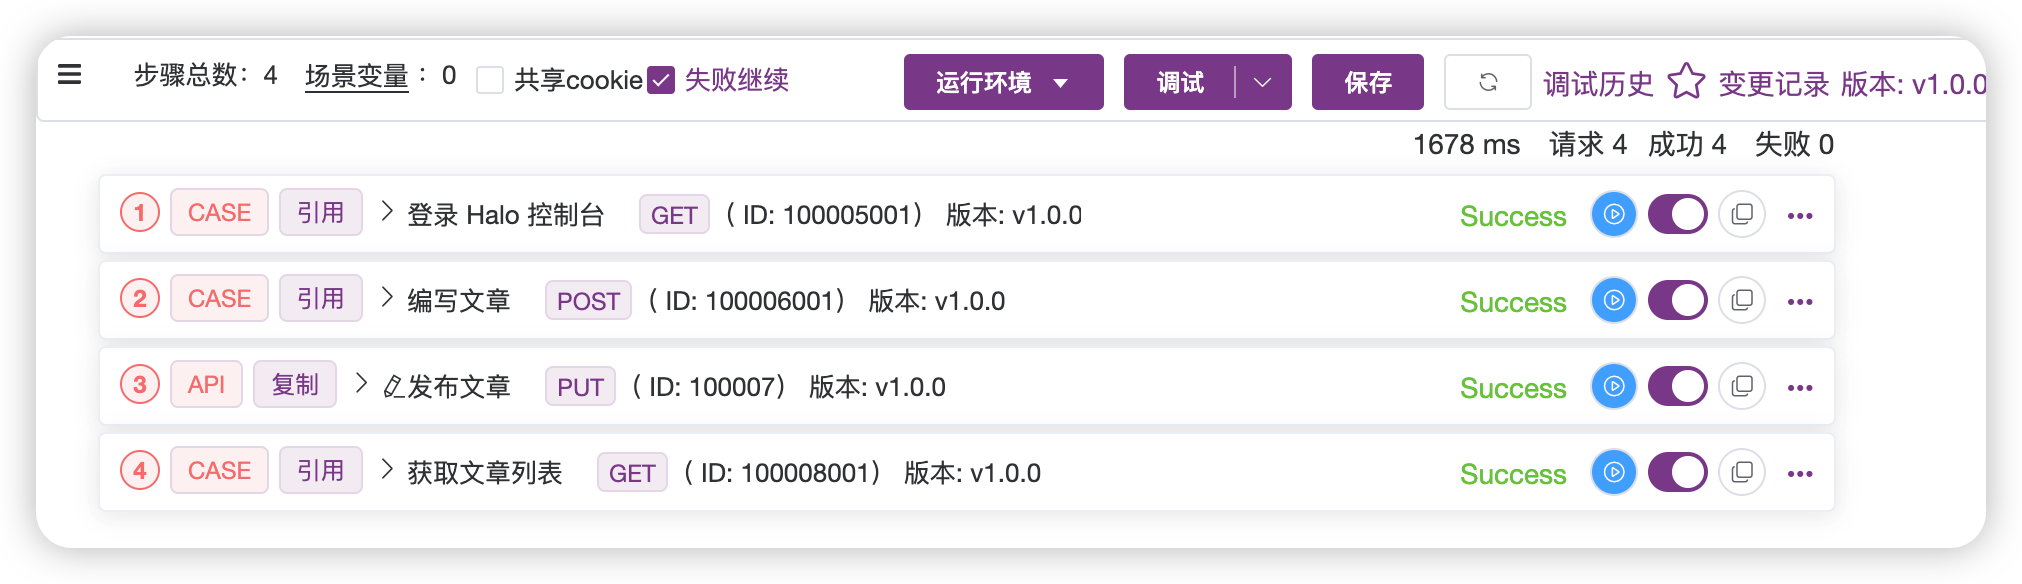 步骤总数：4 场景变量 ：0 共享cookie 失败继续 运行环境 调试 保存 调试历史 变更记录 版本: v1.0.0
1678 ms 请求 4 成功 4 失败 0
1 CASE 引用 登录 Halo 控制台 GET ( ID: 100005001) 版本: v1.0.0 Success
2 CASE 引用 编写文章 POST ( ID: 100006001) 版本: v1.0.0 Success
3 API 复制 发布文章 PUT ( ID: 100007) 版本: v1.0.0 Success
4 CASE 引用 获取文章列表 GET ( ID: 100008001) 版本: v1.0.0 Success